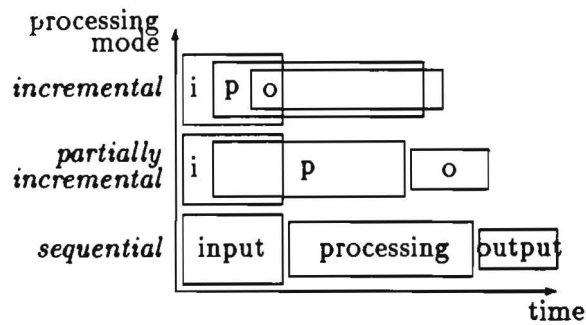 processing
mode
incremental
i p o
partially
incremental
i p o
sequential
input processing output
time